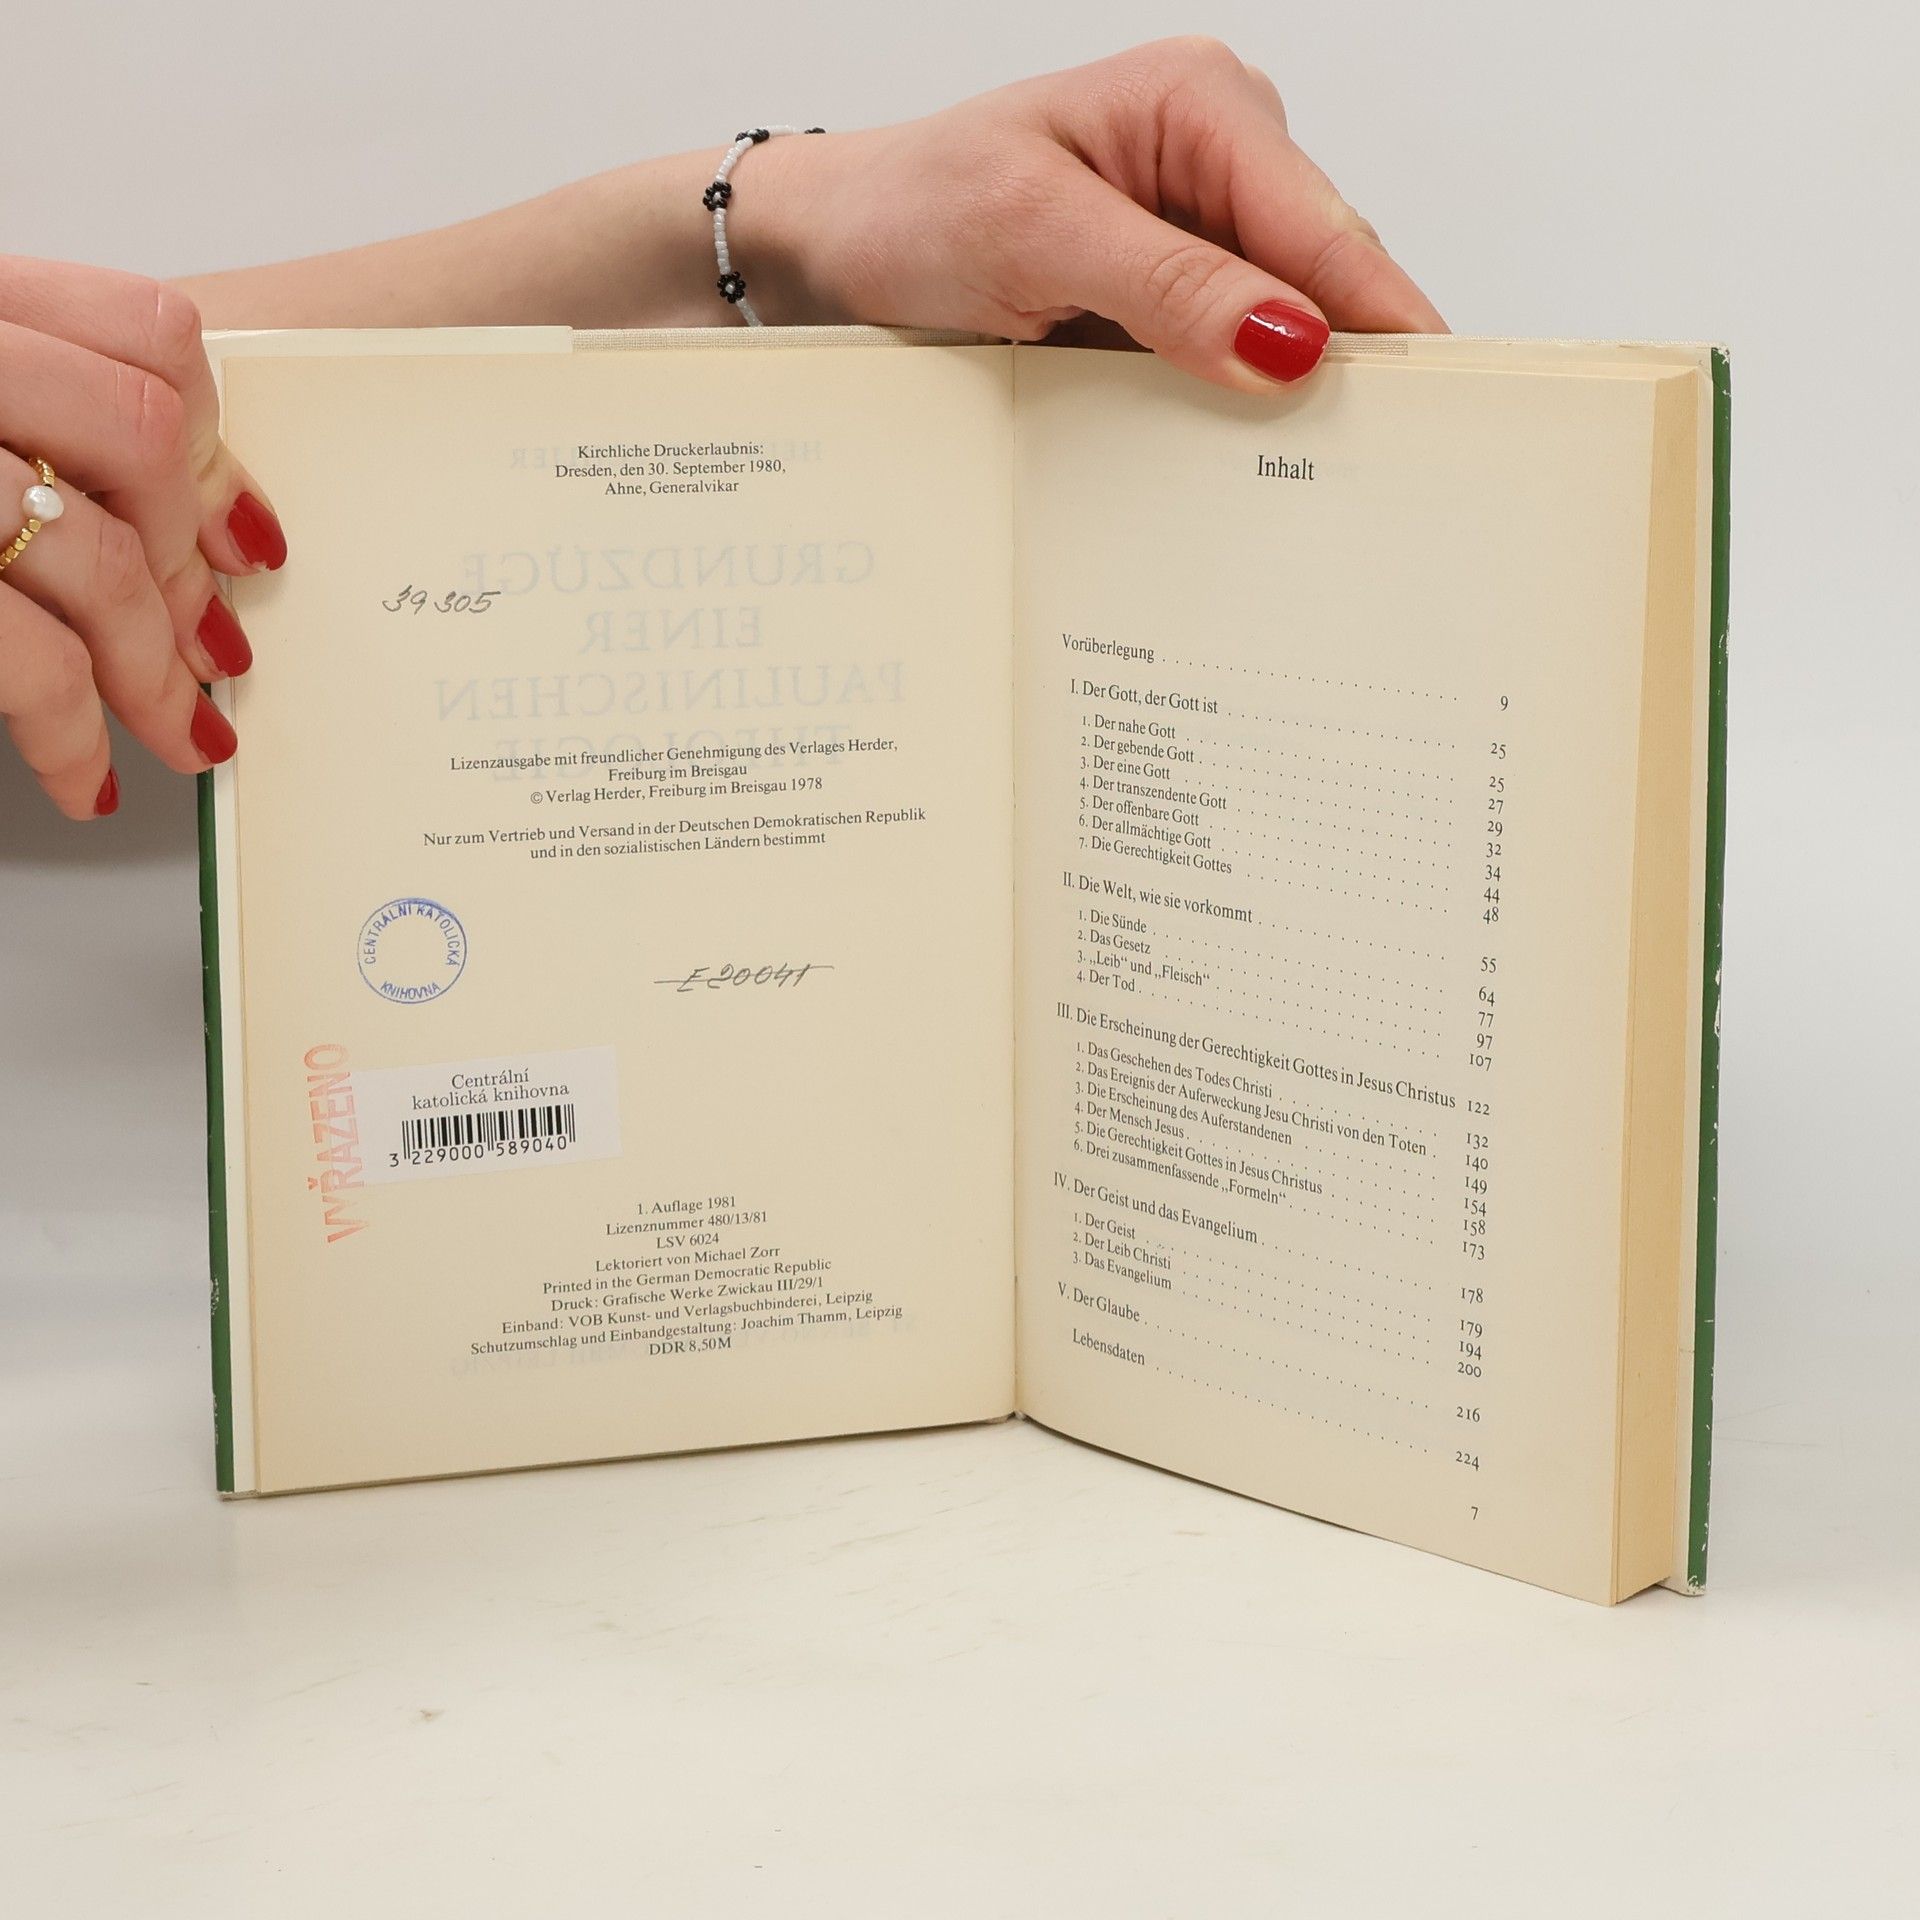 Kirchliche Druckerlaubnis:
Dresden, den 30. September 1980,
Ahne, Generalvikar
39 305
GRUNDZÜGE
EINER
PAULINISCHEN
THEOLOGIE
Lizenzausgabe mit freundlicher Genehmigung des Verlages Herder,
Freiburg im Breisgau
© Verlag Herder, Freiburg im Breisgau 1978
Nur zum Vertrieb und Versand in der Deutschen Demokratischen Republik
und in den sozialistischen Ländern bestimmt
CENTRÁLNÍ KATOLICKÁ
KNIHOVNA
E 20041
VYŘAZENO
Centrální
katolická knihovna
3 229000 589040
1. Auflage 1981
Lizenznummer 480/13/81
LSV 6024
Lektoriert von Michael Zorr
Printed in the German Democratic Republic
Druck: Grafische Werke Zwickau III/29/1
Einband: VOB Kunst- und Verlagsbuchbinderei, Leipzig
Schutzumschlag und Einbandgestaltung: Joachim Thamm, Leipzig
DDR 8,50 M
Inhalt
Vorüberlegung . . . 9
I. Der Gott, der Gott ist . . . 25
1. Der nahe Gott . . . 25
2. Der gebende Gott . . . 27
3. Der eine Gott . . . 29
4. Der transzendente Gott . . . 32
5. Der offenbare Gott . . . 34
6. Der allmächtige Gott . . . 44
7. Die Gerechtigkeit Gottes . . . 48
II. Die Welt, wie sie vorkommt . . . 55
1. Die Sünde . . . 64
2. Das Gesetz . . . 77
3. „Leib“ und „Fleisch“ . . . 97
4. Der Tod . . . 107
III. Die Erscheinung der Gerechtigkeit Gottes in Jesus Christus 122
1. Das Geschehen des Todes Christi . . . 132
2. Das Ereignis der Auferweckung Jesu Christi von den Toten . 140
3. Die Erscheinung des Auferstandenen . . . 149
4. Der Mensch Jesus . . . 154
5. Die Gerechtigkeit Gottes in Jesus Christus . . . 158
6. Drei zusammenfassende „Formeln“ . . . 173
IV. Der Geist und das Evangelium . . . 178
1. Der Geist . . . 179
2. Der Leib Christi . . . 194
3. Das Evangelium . . . 200
V. Der Glaube . . . 216
Lebensdaten . . . 224
7